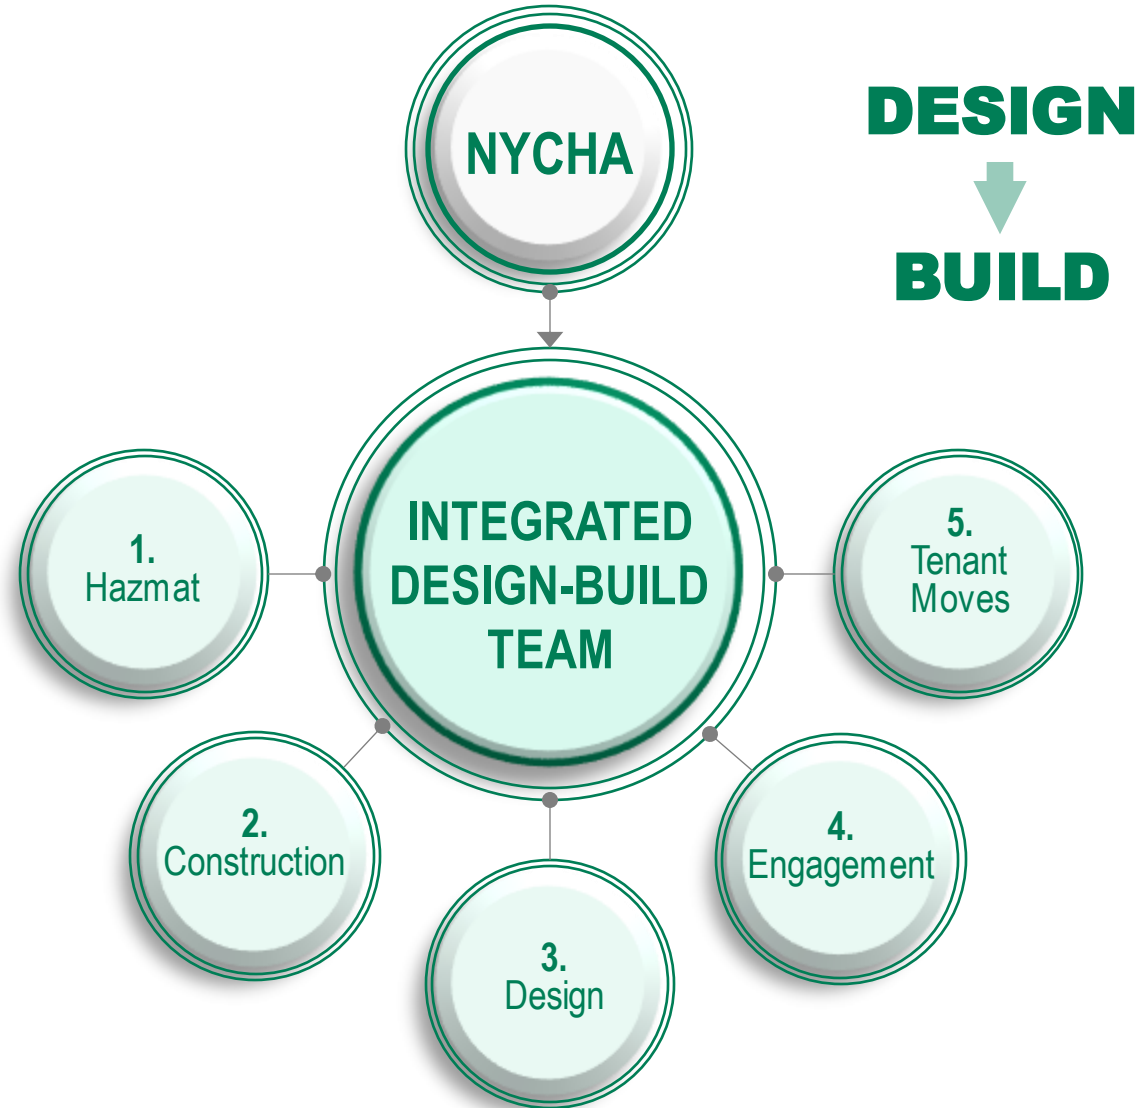 NYCHA
DESIGN
BUILD
INTEGRATED
DESIGN-BUILD
TEAM
1.
Hazmat
2.
Construction
3.
Design
4.
Engagement
5.
Tenant
Moves